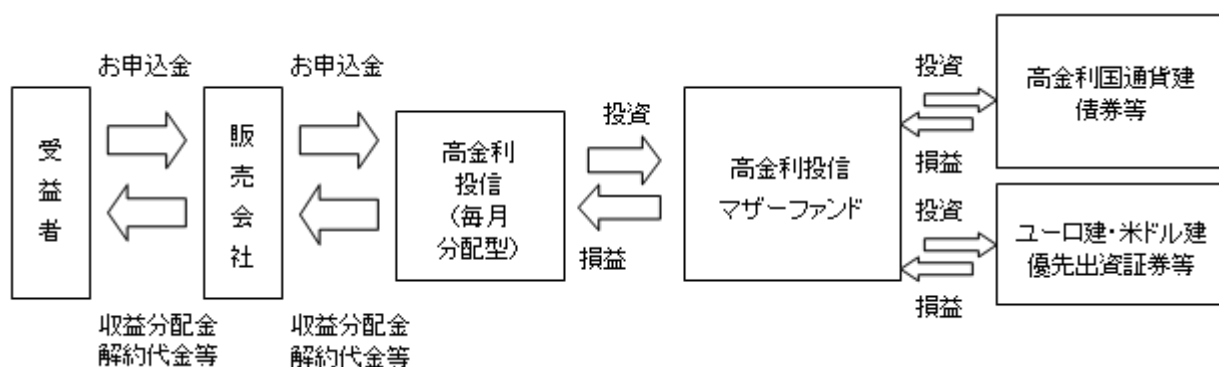 お申込金
お申込金
受益者
販売会社
収益分配金
解約代金等
収益分配金
解約代金等
高金利
投信
（毎月
分配型）
投資
損益
高金利投信
マザーファンド
投資
損益
高金利国通貨建
債券等
投資
損益
ユーロ建・米ドル建
優先出資証券等